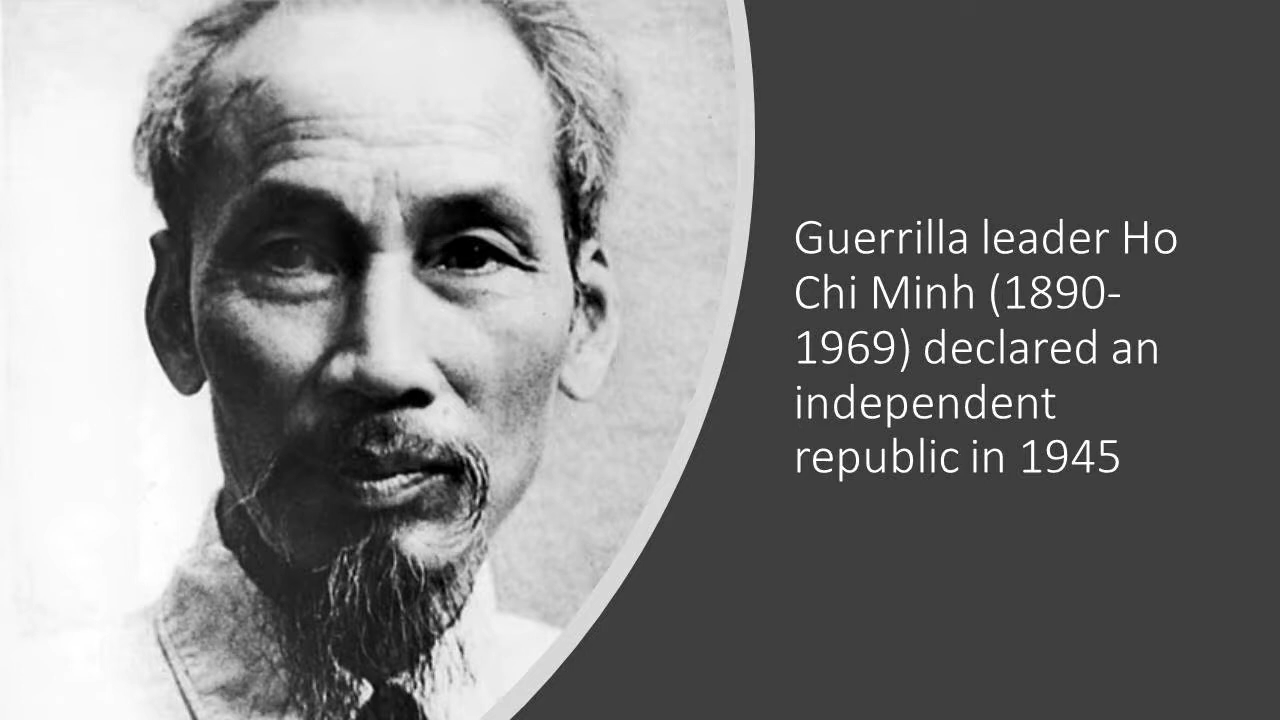 Guerrilla leader Ho
Chi Minh (1890-
1969) declared an
independent
republic in 1945